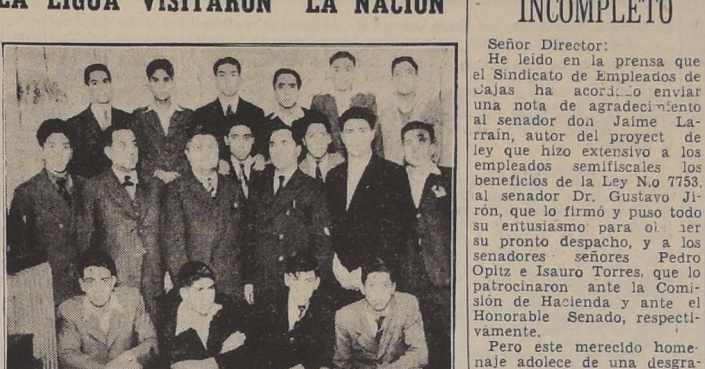 LA LIGUA VISITARON "LA NACION
INCOMPLETO
Señor Director:
He leído en la prensa que
el Sindicato de Empleados de
Cajas ha enviar
una nota de agradecimiento
al senador don Jaime La-
rraín, autor del proyect de
ley que hizo extensivo a los
empleados semifiscales los
beneficios de la Ley N.o 7753.
al senador Dr. Gustavo Ji-
rón, que lo firmó y puso todo
su entusiasmo para
su pronto despacho, y a los
senadores señores Pedro
Opitz e Isauro Torres, que lo
patrocinaron ante la Comi-
sión de Hacienda y ante el
Honorable Senado, respecti-
vamente.
Pero este merecido home-
naje adolece de una desgra-